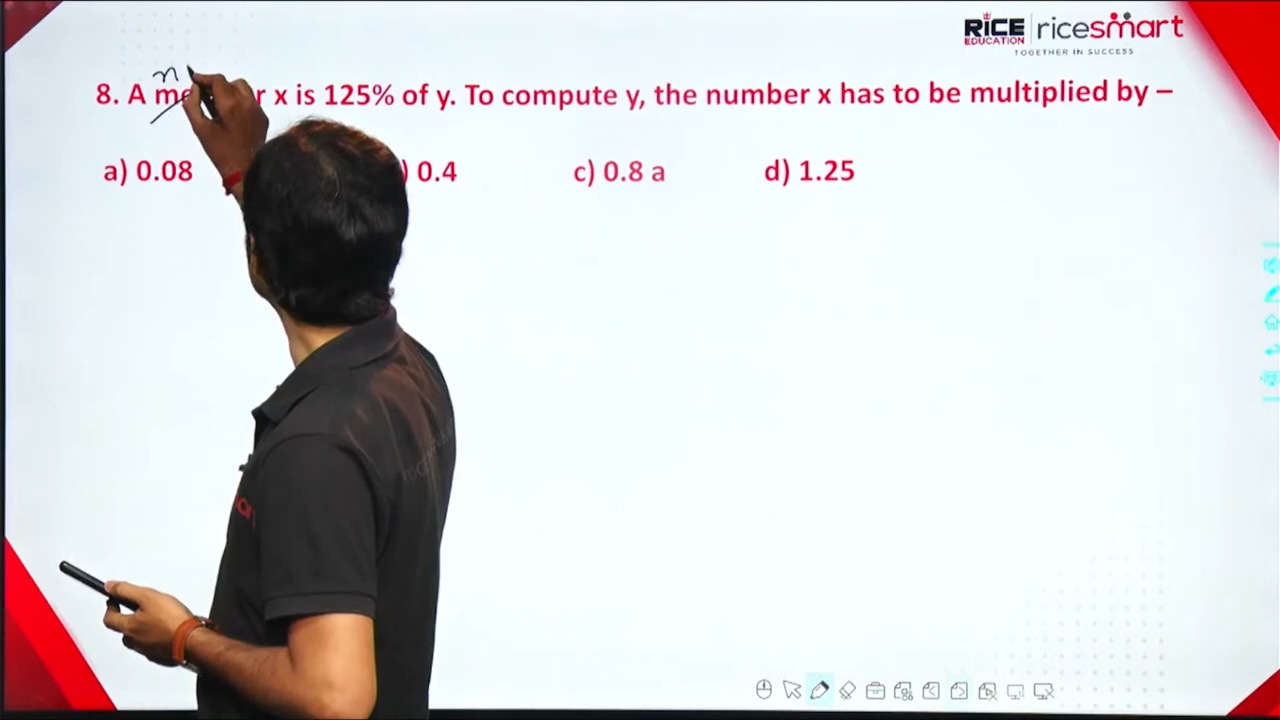 RICE EDUCATION ricesmart
TOGETHER IN SUCCESS
n
8. A x is 125% of y. To compute y, the number x has to be multiplied by –
a) 0.08 ) 0.4 c) 0.8 a d) 1.25